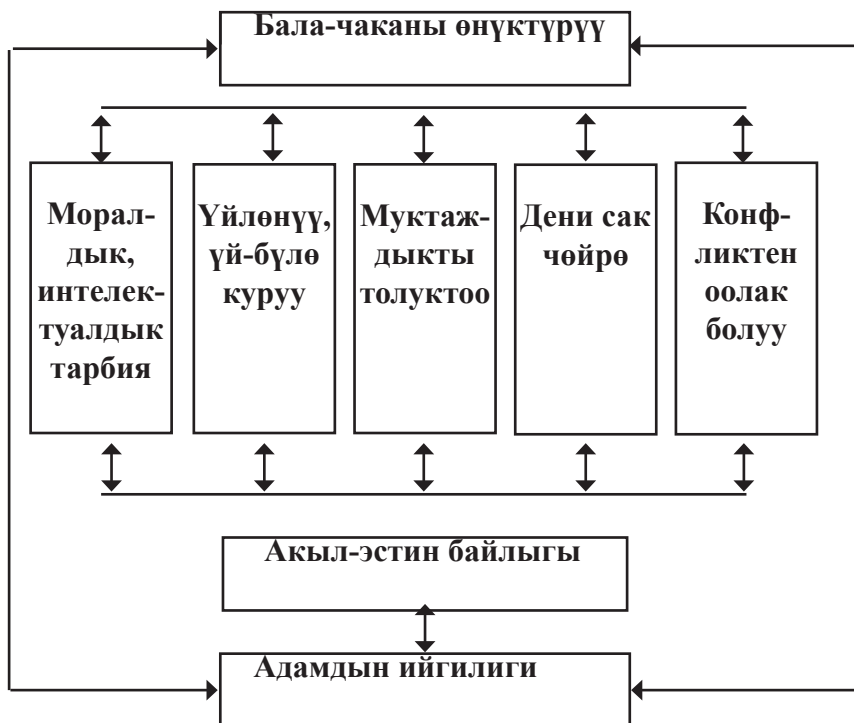 Бала-чаканы өнүктүрүү
Морал-
дык,
интелек-
туалдык
тарбия
Үйлөнүү,
үй-бүлө
куруу
Муктаж-
дыкты
толуктоо
Дени сак
чөйрө
Конф-
ликтен
оолак
болуу
Акыл-эстин байлыгы
Адамдын ийгилиги